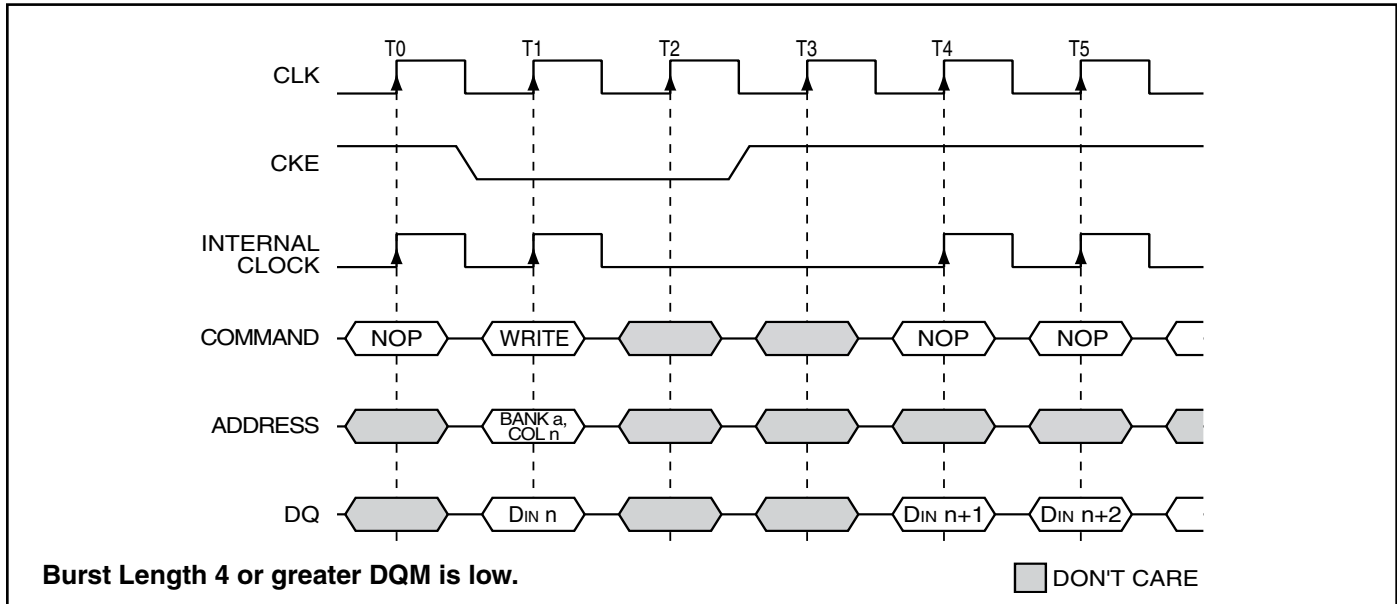 T0 T1 T2 T3 T4 T5
CLK
CKE
INTERNAL
CLOCK
COMMAND NOP WRITE NOP NOP
ADDRESS BANK a,
COL n
DQ DIN n DIN n+1 DIN n+2
Burst Length 4 or greater DQM is low. DON'T CARE